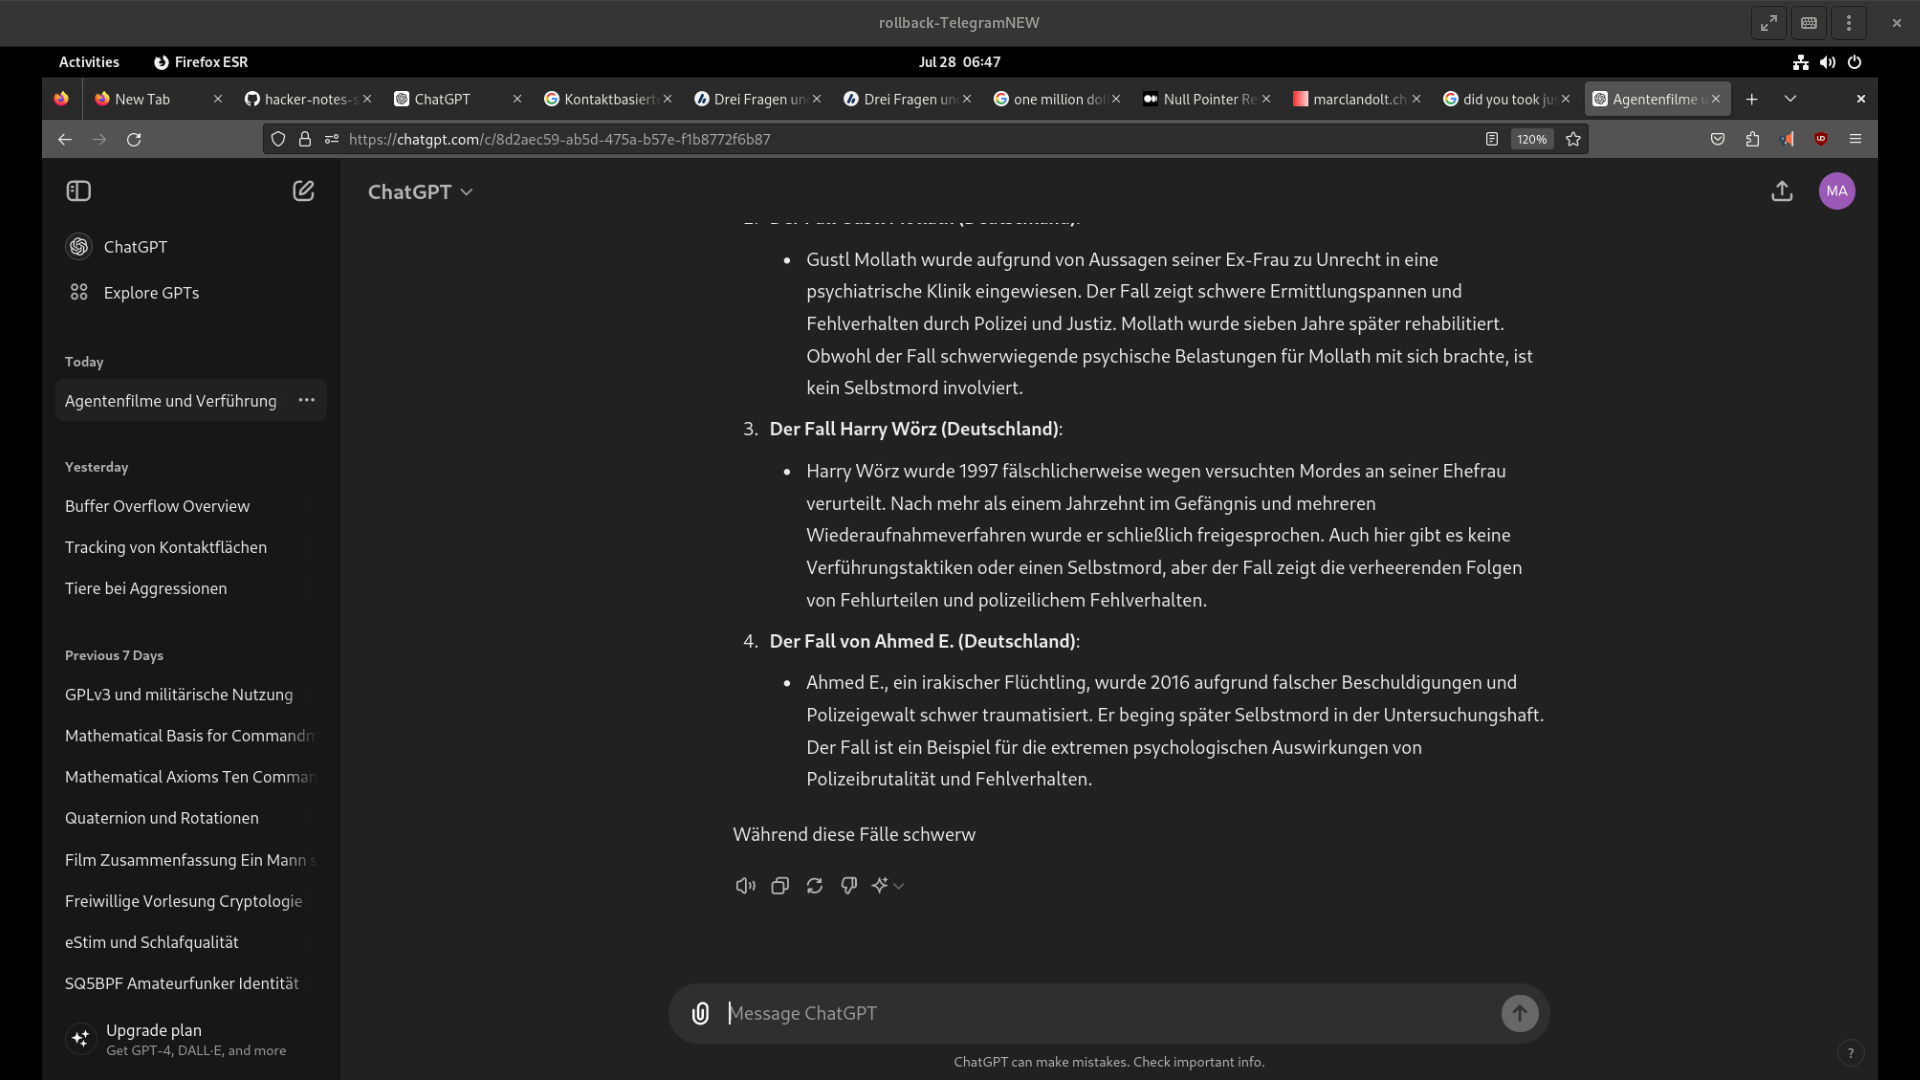 rollback-TelegramNEW
Activities
Firefox ESR
Jul 28 06:47
New Tab
hacker-notes-s
ChatGPT
Kontaktbasiert
Drei Fragen un
Drei Fragen un
one million dol
Null Pointer Re
marclandolt.ch
did you took ju
Agentenfilme u
https://chatgpt.com/c/8d2aec59-ab5d-475a-b57e-f1b8772f6b87
120%
ChatGPT
Explore GPTs
Today
Agentenfilme und Verführung
Yesterday
Buffer Overflow Overview
Tracking von Kontaktflächen
Tiere bei Aggressionen
Previous 7 Days
GPLv3 und militärische Nutzung
Mathematical Basis for Commandm
Mathematical Axioms Ten Comman
Quaternion und Rotationen
Film Zusammenfassung Ein Mann s
Freiwillige Vorlesung Cryptologie
eStim und Schlafqualität
SQ5BPF Amateurfunker Identität
Upgrade plan
Get GPT-4, DALL·E, and more
ChatGPT
MA
Gustl Mollath wurde aufgrund von Aussagen seiner Ex-Frau zu Unrecht in eine
psychiatrische Klinik eingewiesen. Der Fall zeigt schwere Ermittlungspannen und
Fehlverhalten durch Polizei und Justiz. Mollath wurde sieben Jahre später rehabilitiert.
Obwohl der Fall schwerwiegende psychische Belastungen für Mollath mit sich brachte, ist
kein Selbstmord involviert.
3. Der Fall Harry Wörz (Deutschland):
Harry Wörz wurde 1997 fälschlicherweise wegen versuchten Mordes an seiner Ehefrau
verurteilt. Nach mehr als einem Jahrzehnt im Gefängnis und mehreren
Wiederaufnahmeverfahren wurde er schließlich freigesprochen. Auch hier gibt es keine
Verführungstaktiken oder einen Selbstmord, aber der Fall zeigt die verheerenden Folgen
von Fehlurteilen und polizeilichem Fehlverhalten.
4. Der Fall von Ahmed E. (Deutschland):
Ahmed E., ein irakischer Flüchtling, wurde 2016 aufgrund falscher Beschuldigungen und
Polizeigewalt schwer traumatisiert. Er beging später Selbstmord in der Untersuchungshaft.
Der Fall ist ein Beispiel für die extremen psychologischen Auswirkungen von
Polizeibrutalität und Fehlverhalten.
Während diese Fälle schwerw
Message ChatGPT
ChatGPT can make mistakes. Check important info.
?